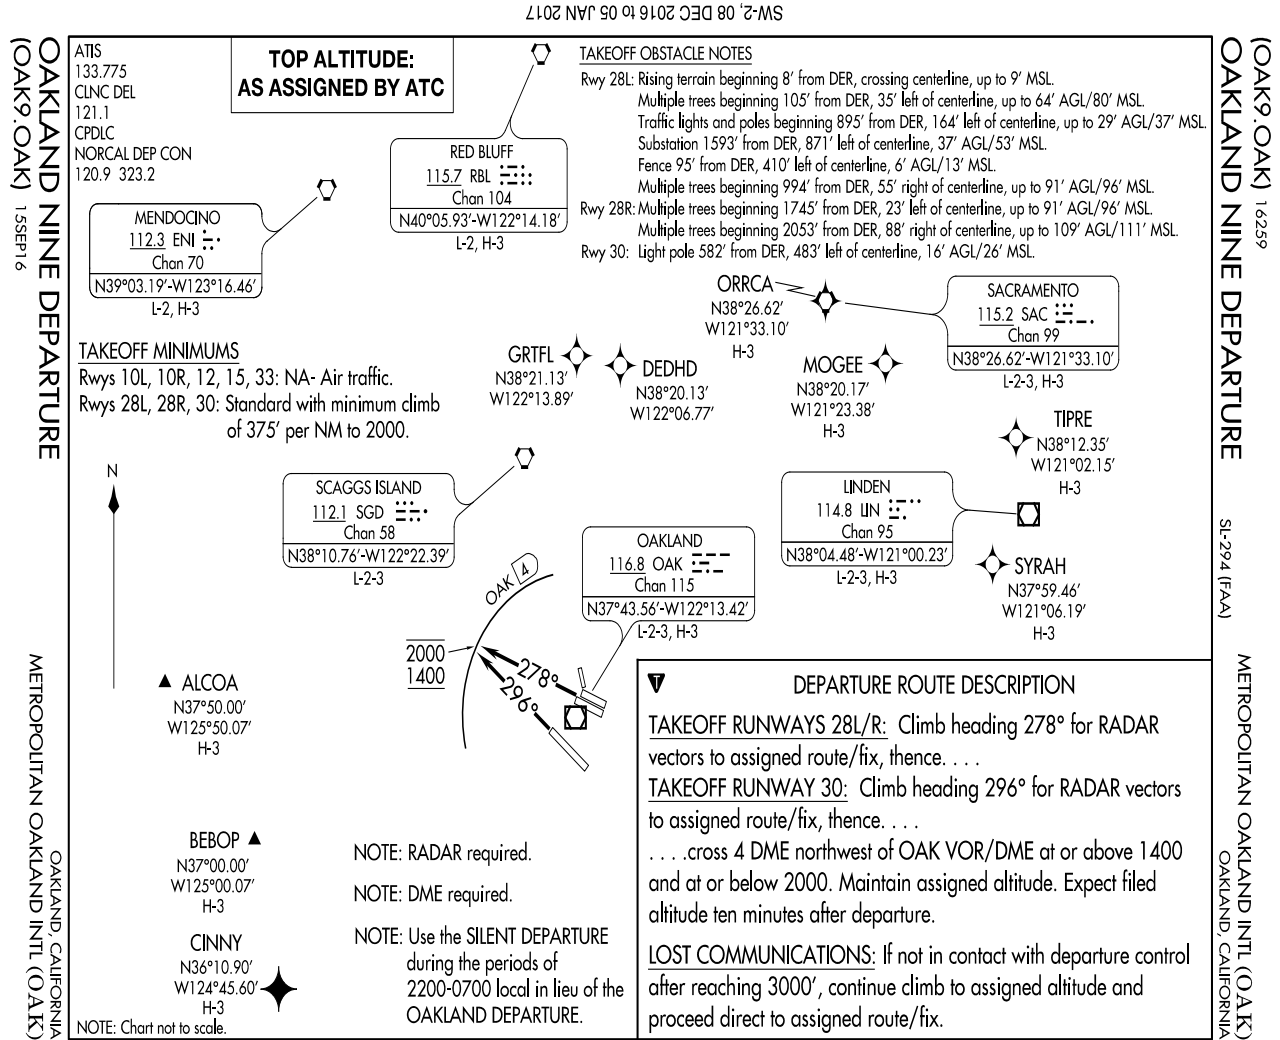 SW-2, 08 DEC 2016 to 05 JAN 2017
(OAK9.OAK) 15SEP16
OAKLAND NINE DEPARTURE
METROPOLITAN OAKLAND INTL (OAK)
OAKLAND, CALIFORNIA
(OAK9.OAK) 16259
OAKLAND NINE DEPARTURE
SL-294 (FAA)
METROPOLITAN OAKLAND INTL (OAK)
OAKLAND, CALIFORNIA
ATIS
133.775
CLNC DEL
121.1
CPDLC
NORCAL DEP CON
120.9 323.2
TOP ALTITUDE:
AS ASSIGNED BY ATC
TAKEOFF OBSTACLE NOTES
Rwy 28L: Rising terrain beginning 8' from DER, crossing centerline, up to 9' MSL.
Multiple trees beginning 105' from DER, 35' left of centerline, up to 64' AGL/80' MSL.
Traffic lights and poles beginning 895' from DER, 164' left of centerline, up to 29' AGL/37' MSL.
Substation 1593' from DER, 871' left of centerline, 37' AGL/53' MSL.
Fence 95' from DER, 410' left of centerline, 6' AGL/13' MSL.
Multiple trees beginning 994' from DER, 55' right of centerline, up to 91' AGL/96' MSL.
Rwy 28R: Multiple trees beginning 1745' from DER, 23' left of centerline, up to 91' AGL/96' MSL.
Multiple trees beginning 2053' from DER, 88' right of centerline, up to 109' AGL/111' MSL.
Rwy 30: Light pole 582' from DER, 483' left of centerline, 16' AGL/26' MSL.
RED BLUFF
115.7 RBL
Chan 104
N40°05.93'-W122°14.18'
L-2, H-3
MENDOCINO
112.3 ENI
Chan 70
N39°03.19'-W123°16.46'
L-2, H-3
ORRCA
N38°26.62'
W121°33.10'
H-3
SACRAMENTO
115.2 SAC
Chan 99
N38°26.62'-W121°33.10'
L-2-3, H-3
TAKEOFF MINIMUMS
Rwys 10L, 10R, 12, 15, 33: NA- Air traffic.
Rwys 28L, 28R, 30: Standard with minimum climb
of 375' per NM to 2000.
GRTFL
N38°21.13'
W122°13.89'
DEDHD
N38°20.13'
W122°06.77'
MOGEE
N38°20.17'
W121°23.38'
H-3
TIPRE
N38°12.35'
W121°02.15'
H-3
N
SCAGGS ISLAND
112.1 SGD
Chan 58
N38°10.76'-W122°22.39'
L-2-3
LINDEN
114.8 LIN
Chan 95
N38°04.48'-W121°00.23'
L-2-3, H-3
OAKLAND
116.8 OAK
Chan 115
N37°43.56'-W122°13.42'
L-2-3, H-3
SYRAH
N37°59.46'
W121°06.19'
H-3
OAK 4
2000
1400
278°
296°
ALCOA
N37°50.00'
W125°50.07'
H-3
BEBOP
N37°00.00'
W125°00.07'
H-3
CINNY
N36°10.90'
W124°45.60'
H-3
NOTE: Chart not to scale.
NOTE: RADAR required.
NOTE: DME required.
NOTE: Use the SILENT DEPARTURE
during the periods of
2200-0700 local in lieu of the
OAKLAND DEPARTURE.
T
DEPARTURE ROUTE DESCRIPTION
TAKEOFF RUNWAYS 28L/R: Climb heading 278° for RADAR
vectors to assigned route/fix, thence. . . .
TAKEOFF RUNWAY 30: Climb heading 296° for RADAR vectors
to assigned route/fix, thence. . . .
. . . .cross 4 DME northwest of OAK VOR/DME at or above 1400
and at or below 2000. Maintain assigned altitude. Expect filed
altitude ten minutes after departure.
LOST COMMUNICATIONS: If not in contact with departure control
after reaching 3000', continue climb to assigned altitude and
proceed direct to assigned route/fix.